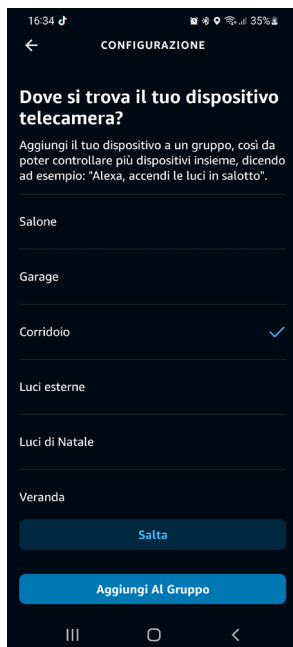 16:34 35%
CONFIGURAZIONE
Dove si trova il tuo dispositivo
telecamera?
Aggiungi il tuo dispositivo a un gruppo, così da
poter controllare più dispositivi insieme, dicendo
ad esempio: "Alexa, accendi le luci in salotto".
Salone
Garage
Corridoio
Luci esterne
Luci di Natale
Veranda
Salta
Aggiungi Al Gruppo